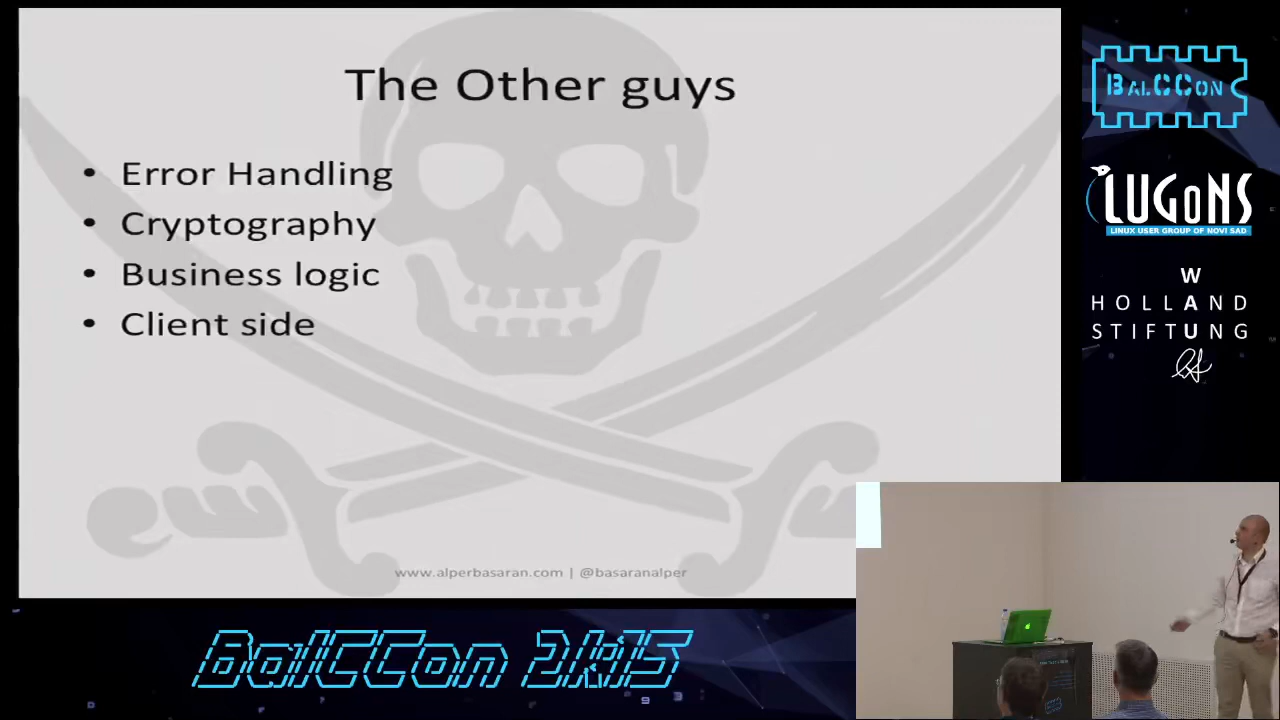 The Other guys
• Error Handling
• Cryptography
• Business logic
• Client side
www.alperbasaran.com | @basaranalper
BALCCON
LUGoNS
LINUX USER GROUP OF NOVI SAD
W
HOLLAND
STIFTUNG
BalCCon 2k15